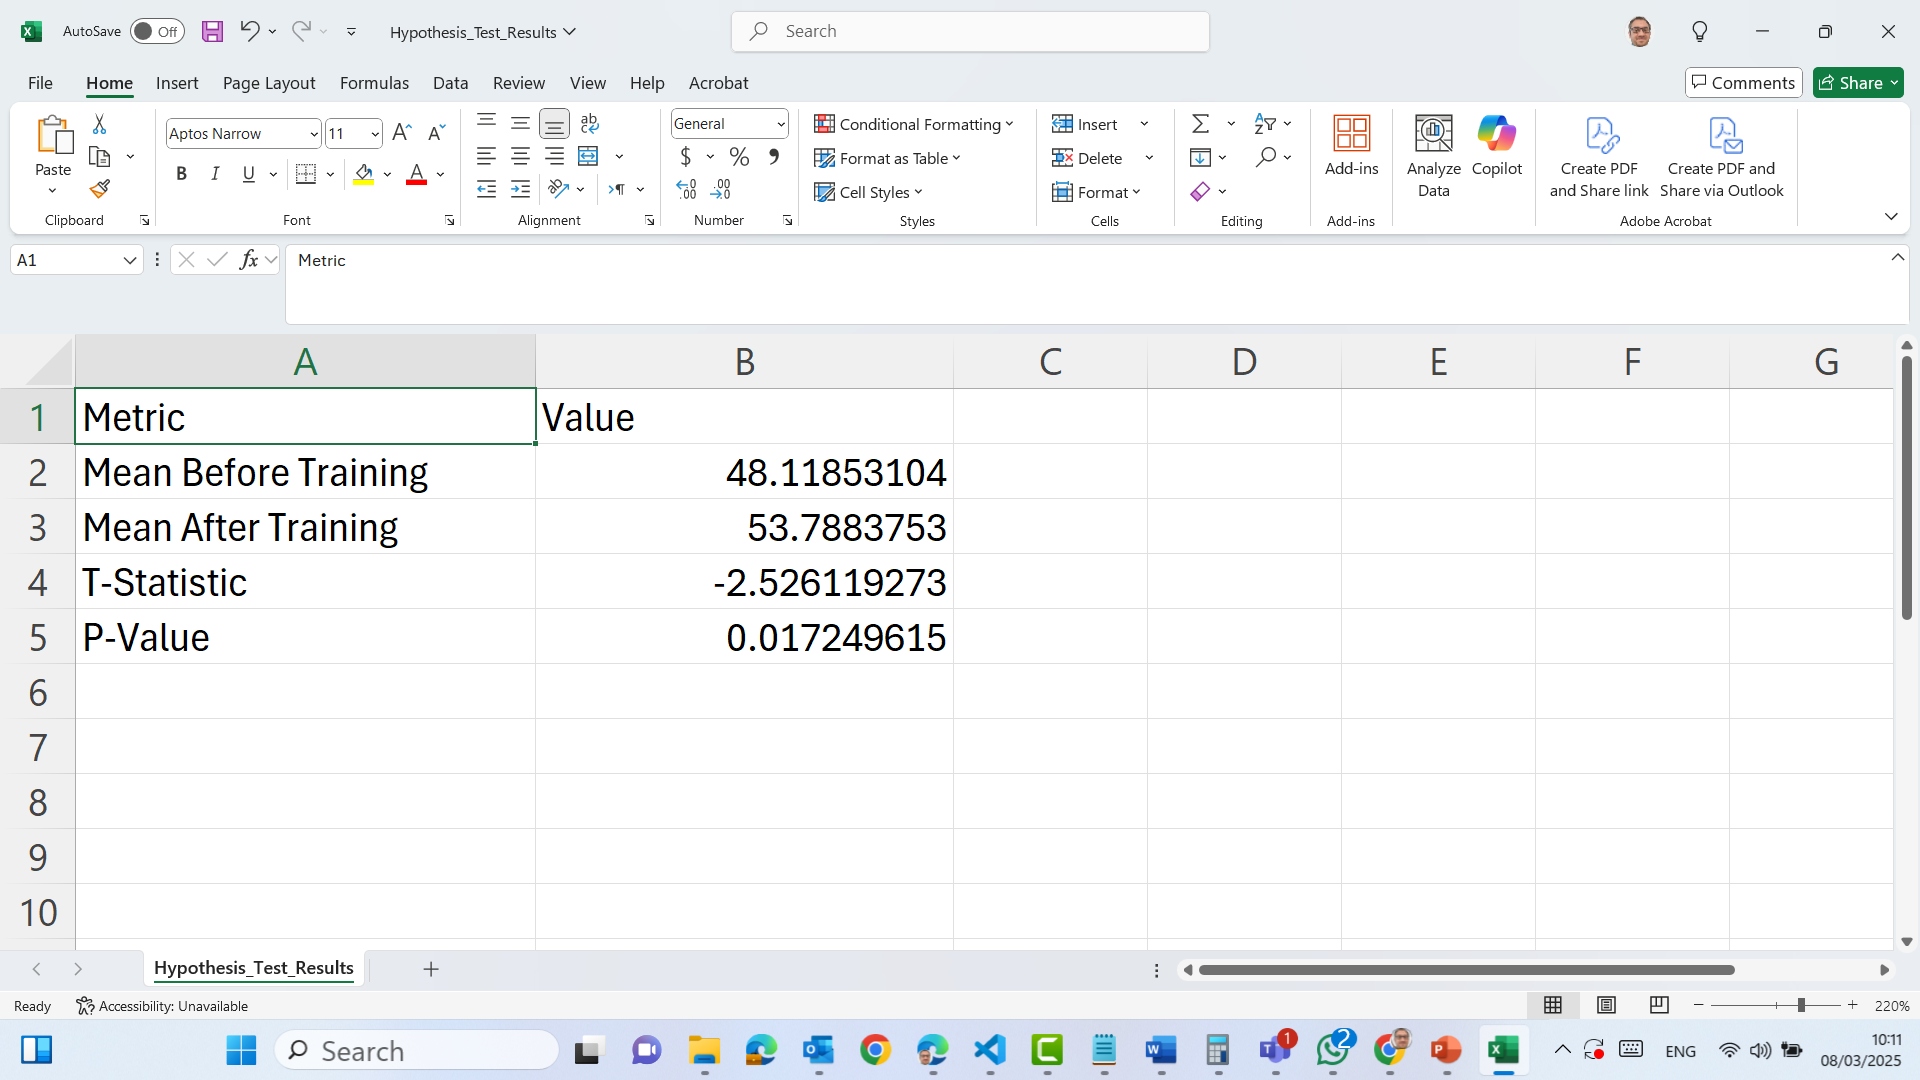 AutoSave Off Hypothesis_Test_Results Search
File Home Insert Page Layout Formulas Data Review View Help Acrobat Comments Share
Paste
Clipboard
Aptos Narrow 11
B I U
Font
Alignment
General
$ % 9
Number
Conditional Formatting
Format as Table
Cell Styles
Styles
Insert
Delete
Format
Cells
Editing
Add-ins
Add-ins
Analyze
Data
Copilot
Create PDF
and Share link
Create PDF and
Share via Outlook
Adobe Acrobat
A1 fx Metric
A B C D E F G
1 Metric Value
2 Mean Before Training 48.11853104
3 Mean After Training 53.7883753
4 T-Statistic -2.526119273
5 P-Value 0.017249615
6
7
8
9
10
Hypothesis_Test_Results
Ready Accessibility: Unavailable 220%
Search 1 2 ENG 10:11
08/03/2025